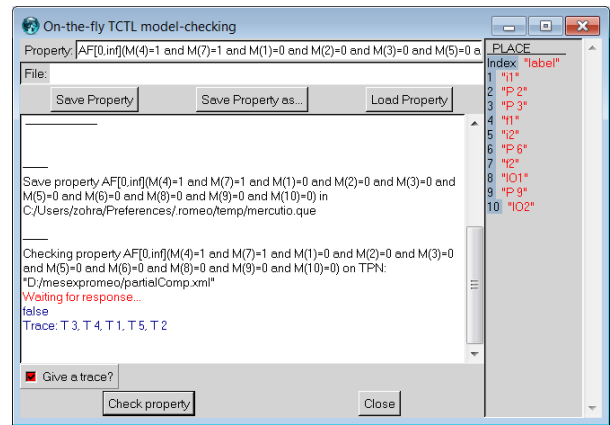 On-the-fly TCTL model-checking
Property: AF[0,inf](M(4)=1 and M(7)=1 and M(1)=0 and M(2)=0 and M(3)=0 and M(5)=0 a
File:
Save Property Save Property as... Load Property
Save property AF[0,inf](M(4)=1 and M(7)=1 and M(1)=0 and M(2)=0 and M(3)=0 and
M(5)=0 and M(6)=0 and M(8)=0 and M(9)=0 and M(10)=0) in
C:/Users/zohra/Preferences/.romeo/temp/mercutio.que
Checking property AF[0,inf](M(4)=1 and M(7)=1 and M(1)=0 and M(2)=0 and M(3)=0
and M(5)=0 and M(6)=0 and M(8)=0 and M(9)=0 and M(10)=0) on TPN:
"D:/mesexpromeo/partialComp.xml"
Waiting for response...
false
Trace: T 3, T 4, T 1, T 5, T 2
Give a trace?
Check property Close
PLACE
Index "label"
1 "i1"
2 "P 2"
3 "P 3"
4 "f1"
5 "i2"
6 "P 6"
7 "f2"
8 "IO1"
9 "P 9"
10 "IO2"